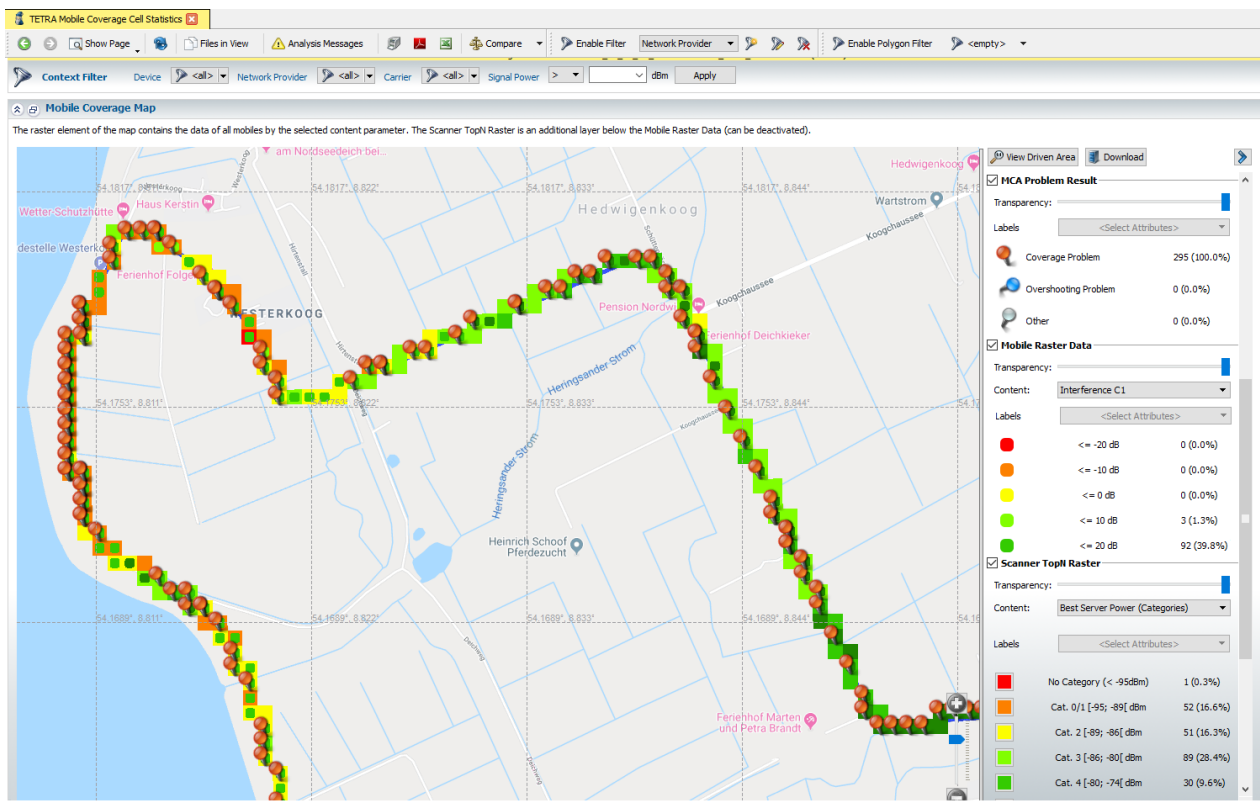 TETRA Mobile Coverage Cell Statistics
Show Page
Files in View
Analysis Messages
Compare
Enable Filter
Network Provider
Enable Polygon Filter
<empty>
Context Filter
Device
<all>
Network Provider
<all>
Carrier
<all>
Signal Power
>
dBm
Apply
Mobile Coverage Map
The raster element of the map contains the data of all mobiles by the selected content parameter. The Scanner TopN Raster is an additional layer below the Mobile Raster Data (can be deactivated).
am Nordseedeich bei...
Westerkoog
Hedwigenkoog
54.1817°, 8.822°
54.1817°, 8.833°
54.1817°, 8.844°
Haus Kerstin
Wetter-Schutzhütte
Hedwigenkoog
Wartstrom
Koogchaussee
destelle Westerko
Hirtenstall
Ferienhof Folge
Pension Nordwi
Koogchaussee
WESTERKOOG
Ferienhof Deichkieker
Hirtenstall
Heringsander Strom
54.1753°, 8.811°
54.1753°, 8.822°
54.1753°, 8.833°
54.1753°, 8.844°
54.17
Koogchaussee
Heringsander Strom
Heinrich Schoof
Pferdezucht
54.1689°, 8.811°
54.1689°, 8.822°
54.1689°, 8.833°
54.1689°, 8.844°
54.16
Deichweg
Ferienhof Marten
und Petra Brandt
Deichweg
View Driven Area
Download
MCA Problem Result
Transparency:
Labels
<Select Attributes>
Coverage Problem
295 (100.0%)
Overshooting Problem
0 (0.0%)
Other
0 (0.0%)
Mobile Raster Data
Transparency:
Content:
Interference C1
Labels
<Select Attributes>
<= -20 dB
0 (0.0%)
<= -10 dB
0 (0.0%)
<= 0 dB
0 (0.0%)
<= 10 dB
3 (1.3%)
<= 20 dB
92 (39.8%)
Scanner TopN Raster
Transparency:
Content:
Best Server Power (Categories)
Labels
<Select Attributes>
No Category (< -95dBm)
1 (0.3%)
Cat. 0/1 [-95; -89[ dBm
52 (16.6%)
Cat. 2 [-89; -86[ dBm
51 (16.3%)
Cat. 3 [-86; -80[ dBm
89 (28.4%)
Cat. 4 [-80; -74[ dBm
30 (9.6%)